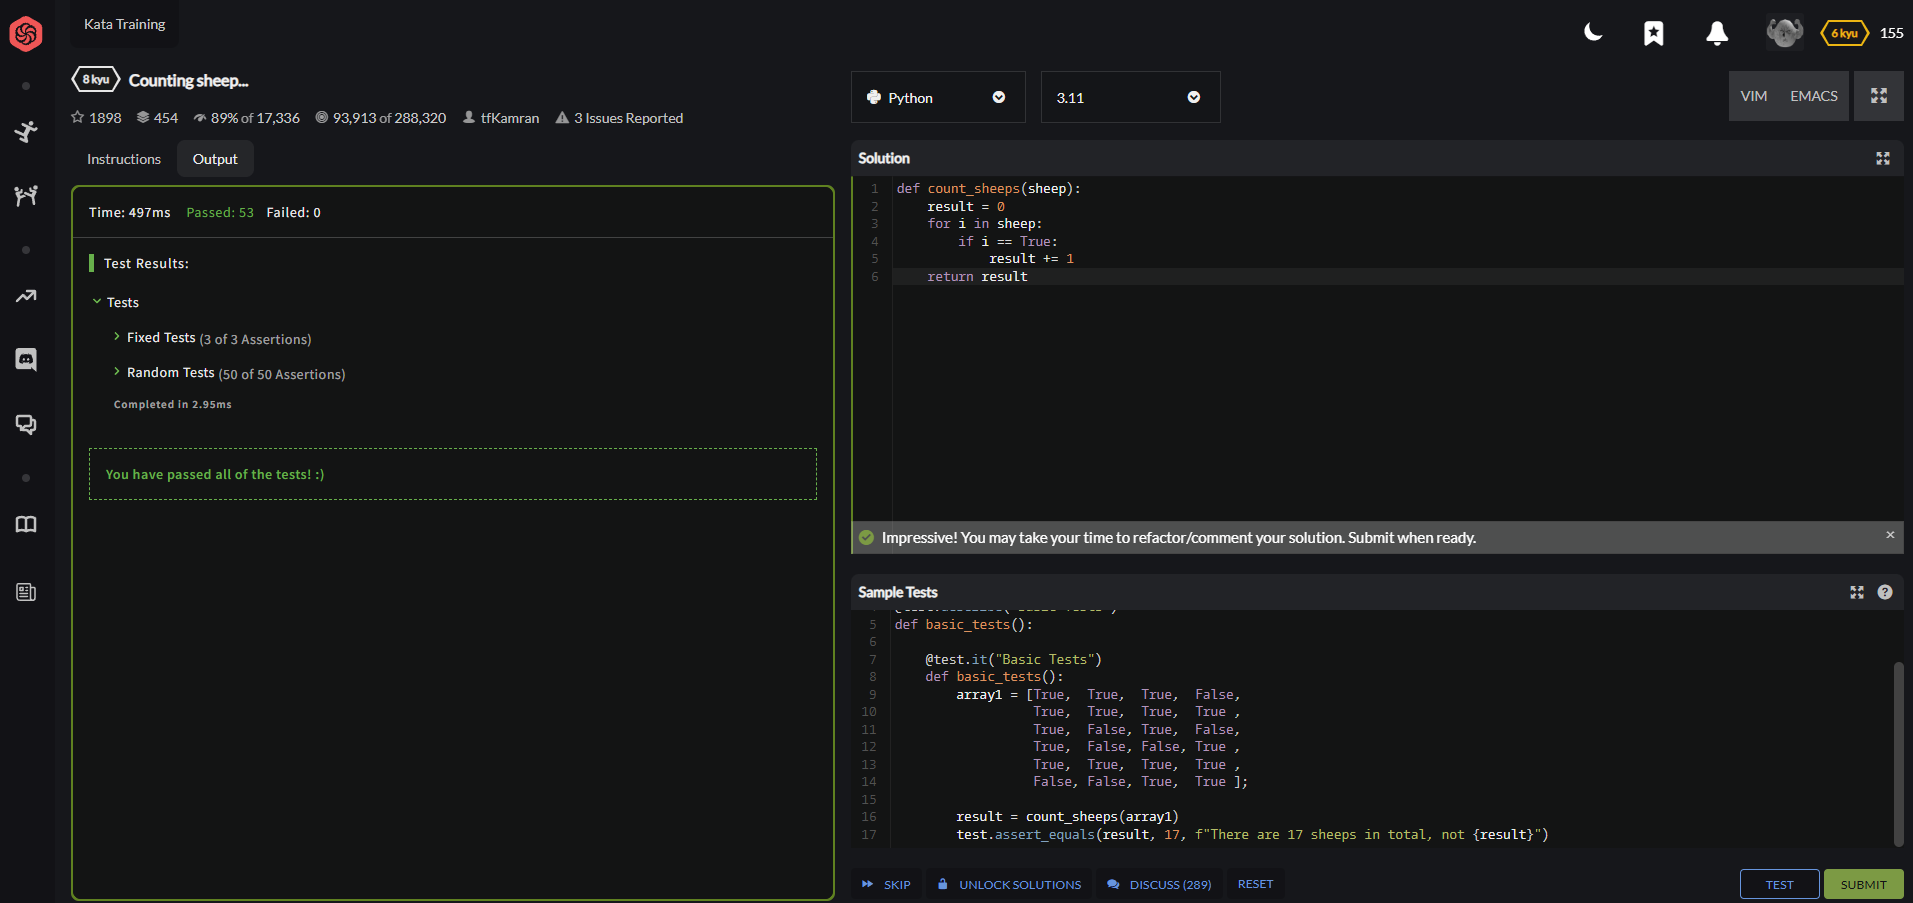 Kata Training
6 kyu 155
8 kyu Counting sheep...
1898 454 89% of 17,336 93,913 of 288,320 tfKamran 3 Issues Reported
Instructions Output
Time: 497ms Passed: 53 Failed: 0
Test Results:
Tests
Fixed Tests (3 of 3 Assertions)
Random Tests (50 of 50 Assertions)
Completed in 2.95ms
You have passed all of the tests! :)
Python 3.11 VIM EMACS
Solution
1 def count_sheeps(sheep):
2     result = 0
3     for i in sheep:
4         if i == True:
5             result += 1
6     return result
Impressive! You may take your time to refactor/comment your solution. Submit when ready. ×
Sample Tests ?
5 def basic_tests():
6
7     @test.it("Basic Tests")
8     def basic_tests():
9         array1 = [True,  True,  True,  False,
10                   True,  True,  True,  True ,
11                   True,  False, True,  False,
12                   True,  False, False, True ,
13                   True,  True,  True,  True ,
14                   False, False, True,  True ];
15
16         result = count_sheeps(array1)
17         test.assert_equals(result, 17, f"There are 17 sheeps in total, not {result}")
SKIP UNLOCK SOLUTIONS DISCUSS (289) RESET TEST SUBMIT